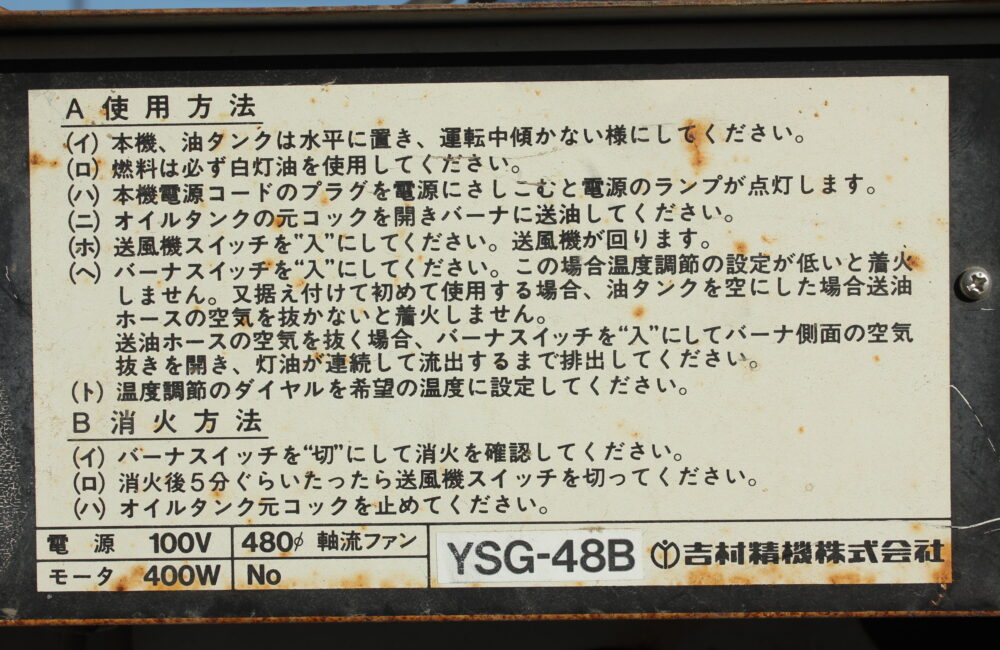 A 使用方法
(イ) 本機、油タンクは水平に置き、運転中傾かない様にしてください。
(ロ) 燃料は必ず白灯油を使用してください。
(ハ) 本機電源コードのプラグを電源にさしこむと電源のランプが点灯します。
(ニ) オイルタンクの元コックを開きバーナに送油してください。
(ホ) 送風機スイッチを“入”にしてください。送風機が回ります。
(ヘ) バーナスイッチを“入”にしてください。この場合温度調節の設定が低いと着火
しません。又据え付けて初めて使用する場合、油タンクを空にした場合送油
ホースの空気を抜かないと着火しません。
送油ホースの空気を抜く場合、バーナスイッチを“入”にしてバーナ側面の空気
抜きを開き、灯油が連続して流出するまで排出してください。
(ト) 温度調節のダイヤルを希望の温度に設定してください。
B 消火方法
(イ) バーナスイッチを“切”にして消火を確認してください。
(ロ) 消火後5分ぐらいたったら送風機スイッチを切ってください。
(ハ) オイルタンク元コックを止めてください。
電源 100V 480φ 軸流ファン
モータ 400W No
YSG-48B 吉村精機株式会社